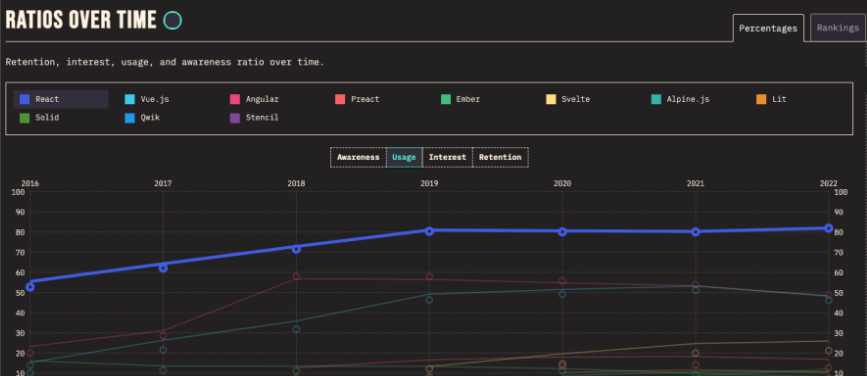 RATIOS OVER TIME
Percentages Rankings
Retention, interest, usage, and awareness ratio over time.
React Vue.js Angular Preact Ember Svelte Alpine.js Lit
Solid Qwik Stencil
Awareness Usage Interest Retention
2016 2017 2018 2019 2020 2021 2022
100 100
90 90
80 80
70 70
60 60
50 50
40 40
30 30
20 20
10 10